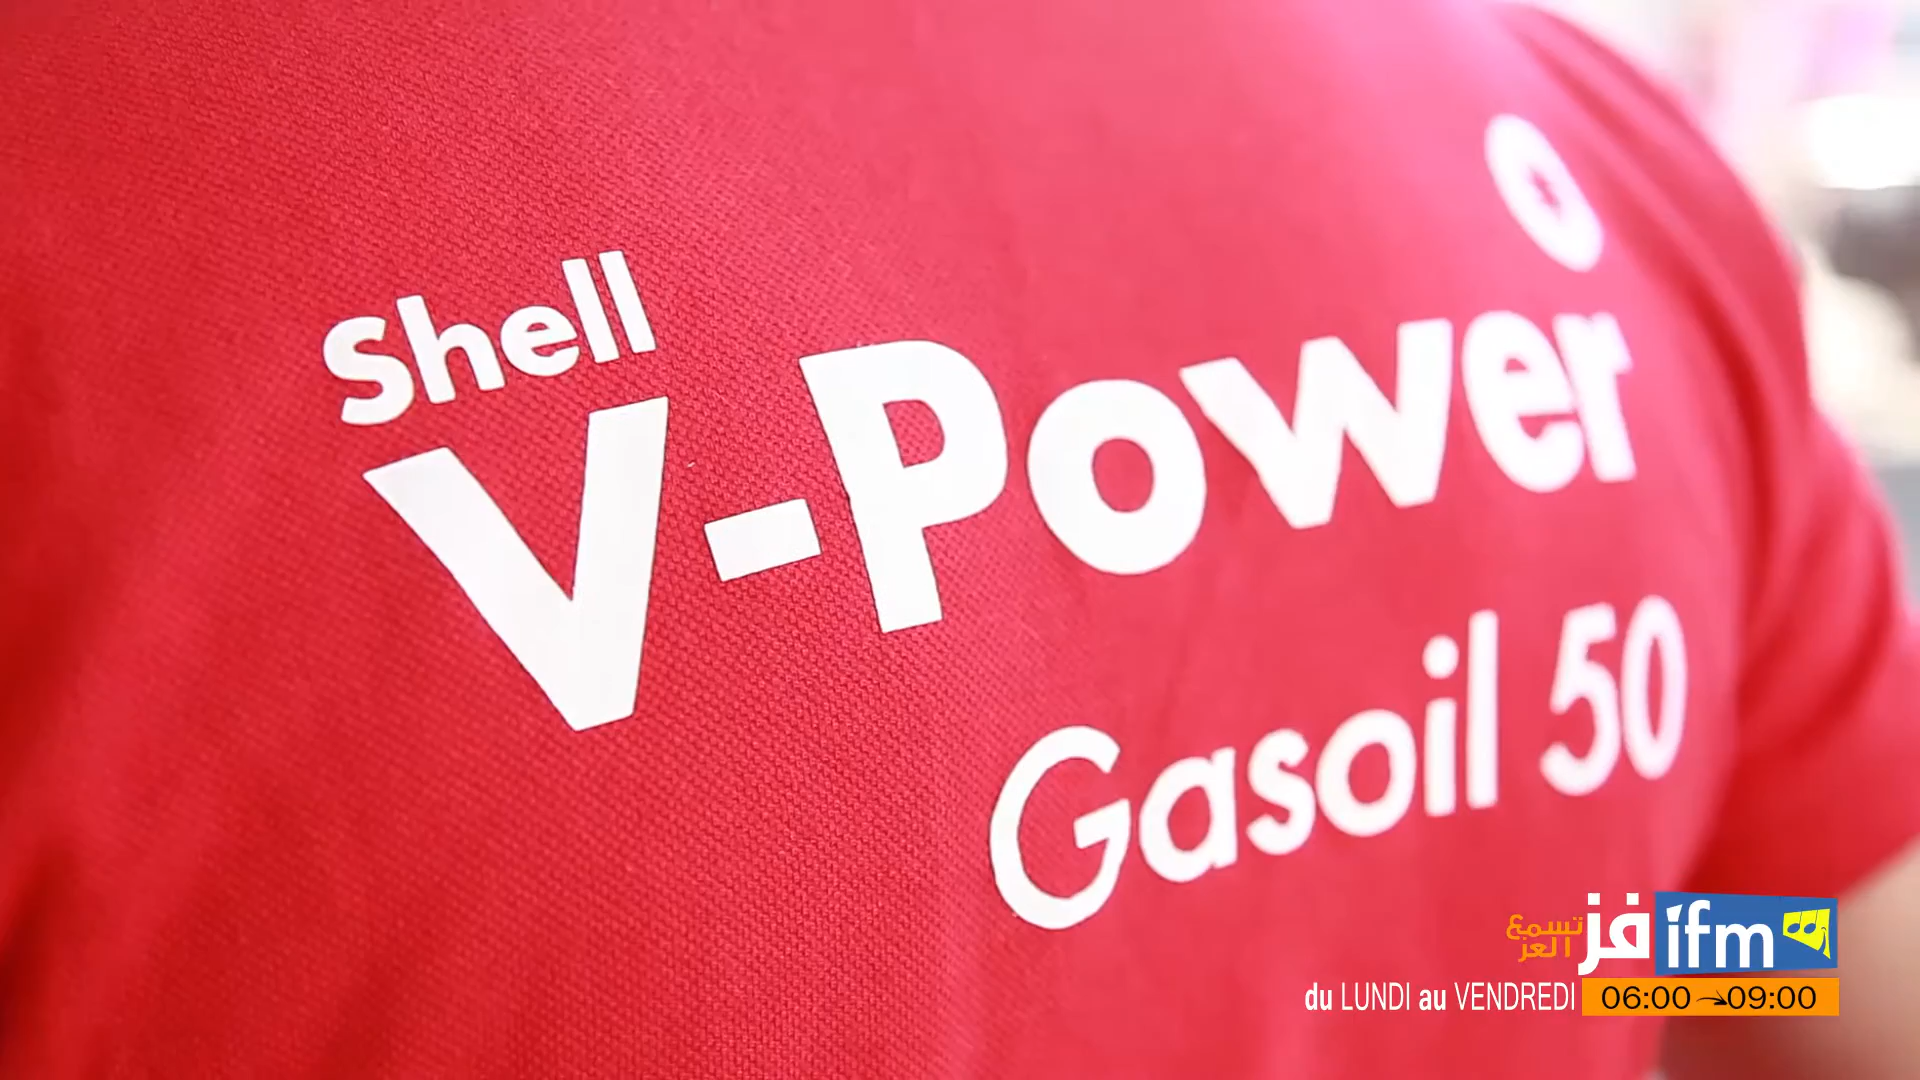 Shell
V-Power
Gasoil 50
فز
تسمع
العز
ifm
du LUNDI au VENDREDI 06:00 → 09:00